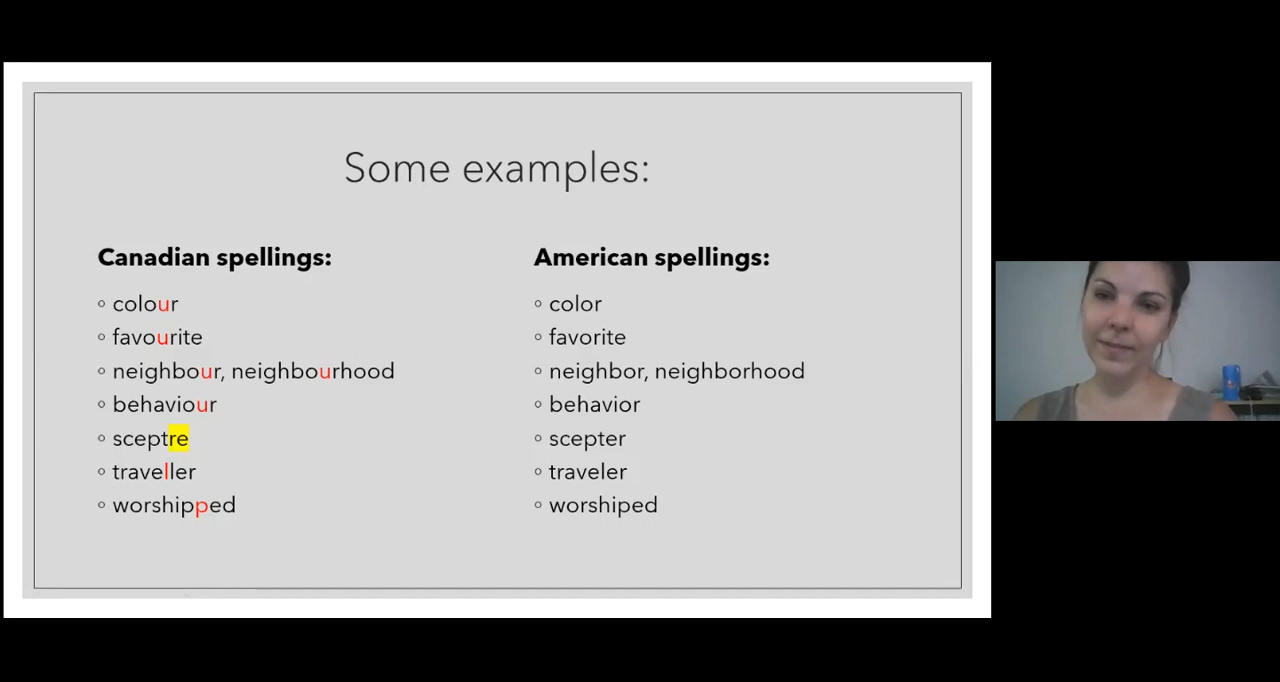 Some examples:
Canadian spellings:
colour
favourite
neighbour, neighbourhood
behaviour
sceptre
traveller
worshipped
American spellings:
color
favorite
neighbor, neighborhood
behavior
scepter
traveler
worshiped